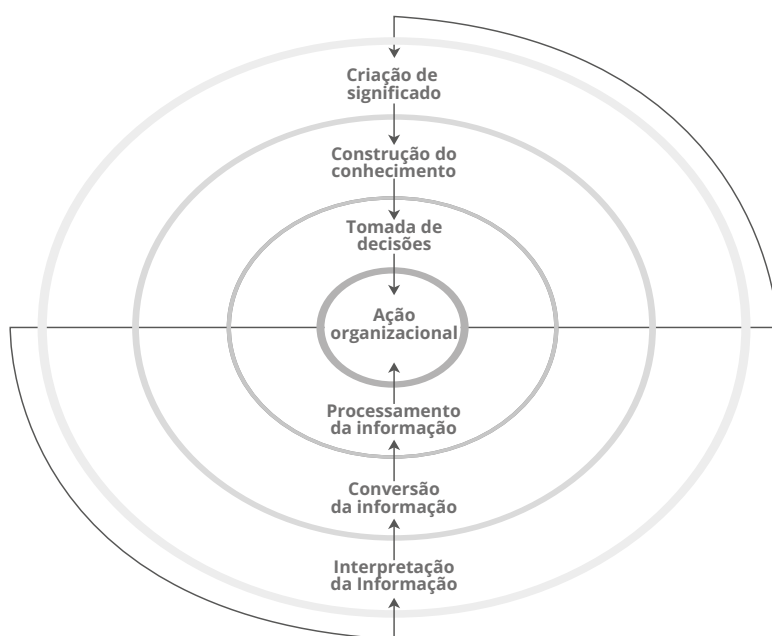 Criação de
significado
Construção do
conhecimento
Tomada de
decisões
Ação
organizacional
Processamento
da informação
Conversão
da informação
Interpretação
da Informação